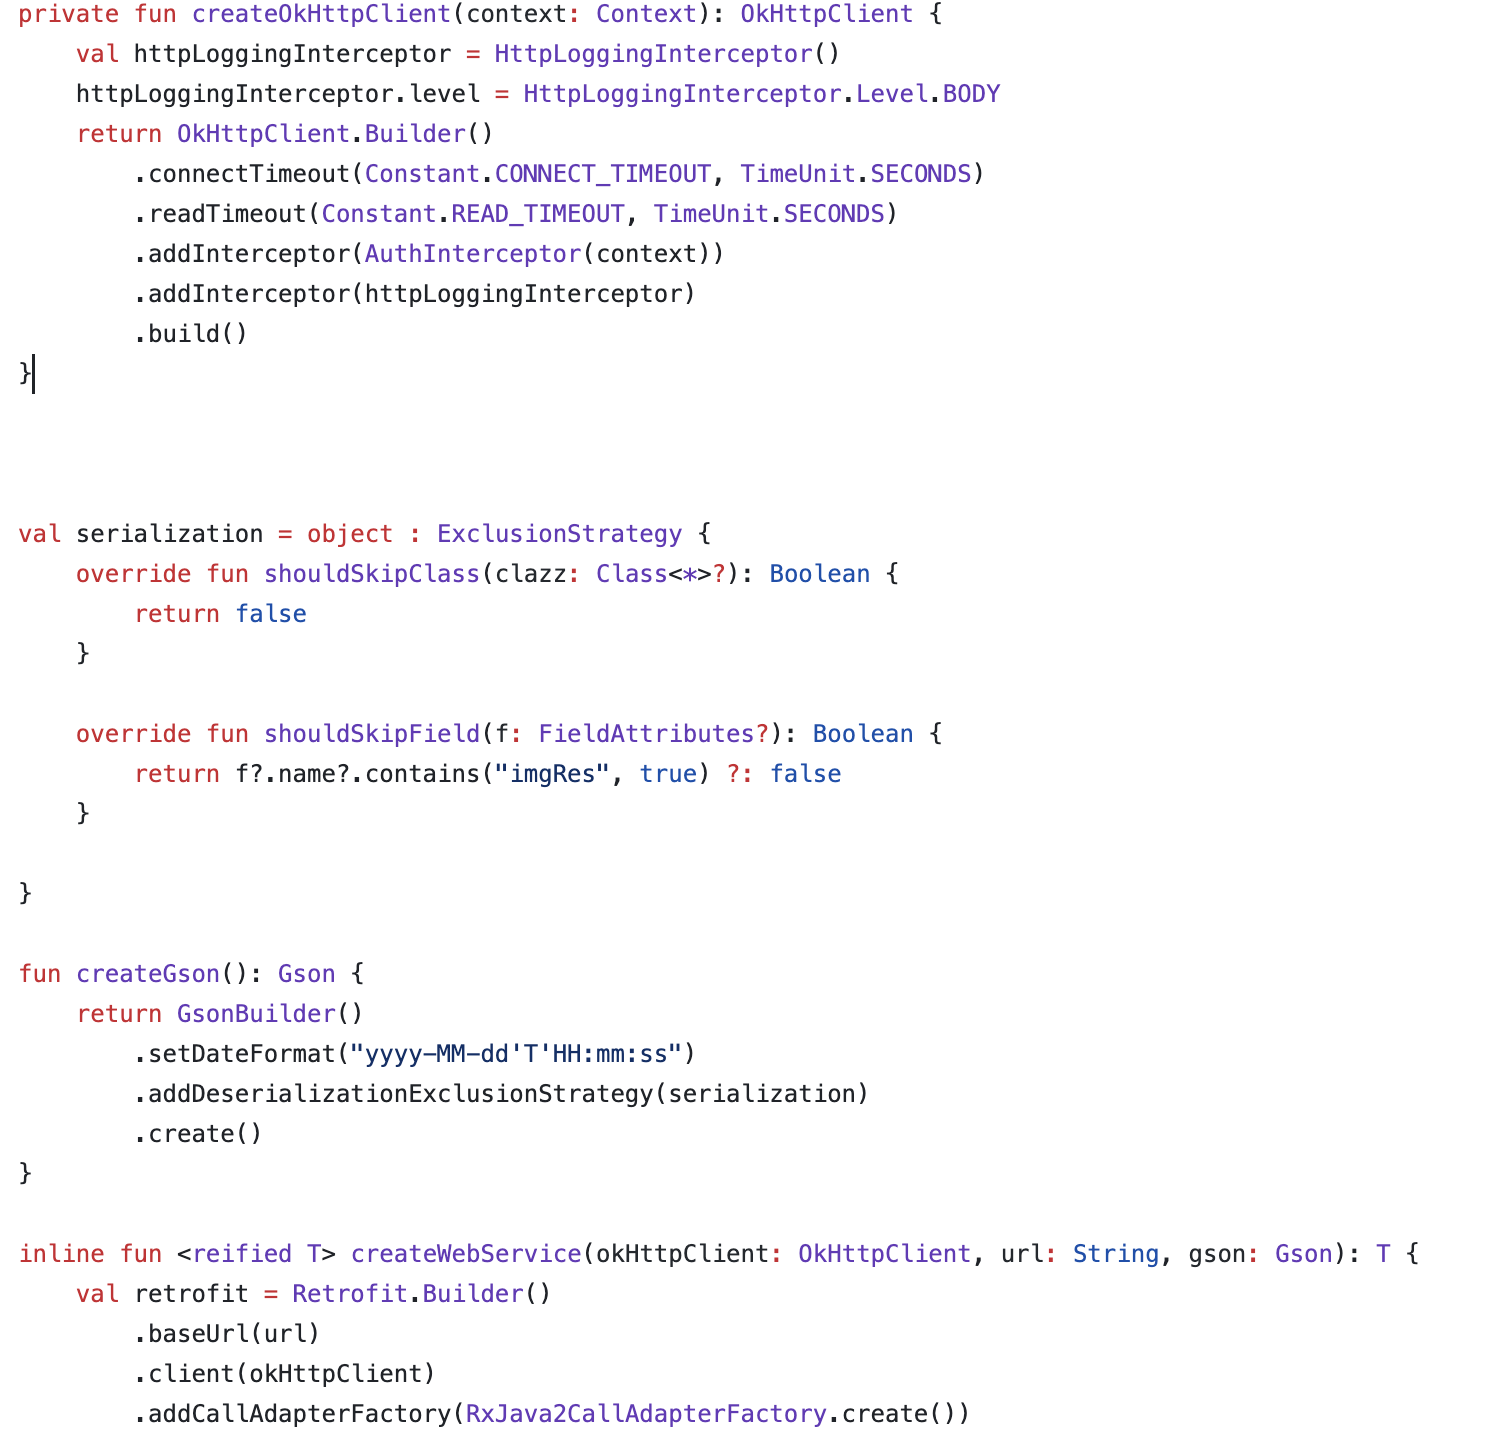 private fun createOkHttpClient(context: Context): OkHttpClient {
    val httpLoggingInterceptor = HttpLoggingInterceptor()
    httpLoggingInterceptor.level = HttpLoggingInterceptor.Level.BODY
    return OkHttpClient.Builder()
        .connectTimeout(Constant.CONNECT_TIMEOUT, TimeUnit.SECONDS)
        .readTimeout(Constant.READ_TIMEOUT, TimeUnit.SECONDS)
        .addInterceptor(AuthInterceptor(context))
        .addInterceptor(httpLoggingInterceptor)
        .build()
}
val serialization = object : ExclusionStrategy {
    override fun shouldSkipClass(clazz: Class<*>?): Boolean {
        return false
    }
    override fun shouldSkipField(f: FieldAttributes?): Boolean {
        return f?.name?.contains("imgRes", true) ?: false
    }
}
fun createGson(): Gson {
    return GsonBuilder()
        .setDateFormat("yyyy-MM-dd'T'HH:mm:ss")
        .addDeserializationExclusionStrategy(serialization)
        .create()
}
inline fun <reified T> createWebService(okHttpClient: OkHttpClient, url: String, gson: Gson): T {
    val retrofit = Retrofit.Builder()
        .baseUrl(url)
        .client(okHttpClient)
        .addCallAdapterFactory(RxJava2CallAdapterFactory.create())